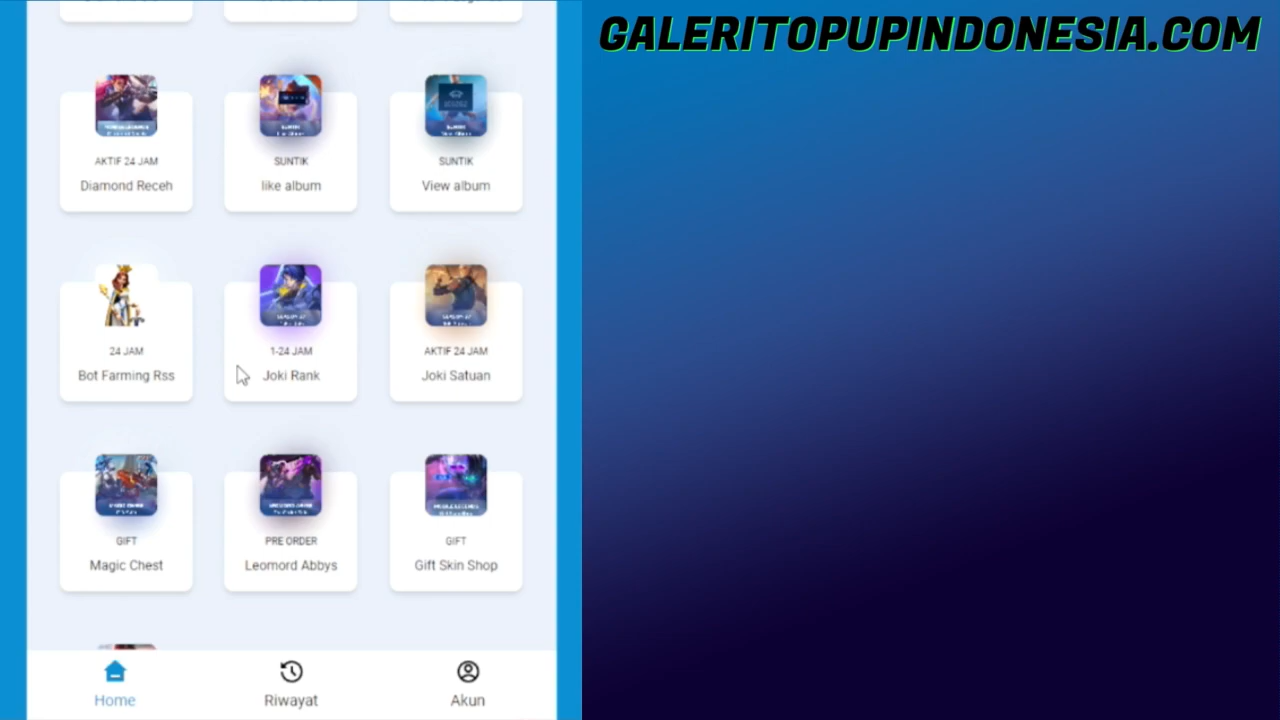 GALERITOPUPINDONESIA.COM
AKTIF 24 JAM
Diamond Receh
SUNTIK
like album
SUNTIK
View album
24 JAM
Bot Farming Rss
1-24 JAM
Joki Rank
AKTIF 24 JAM
Joki Satuan
GIFT
Magic Chest
PRE ORDER
Leomord Abbys
GIFT
Gift Skin Shop
Home
Riwayat
Akun